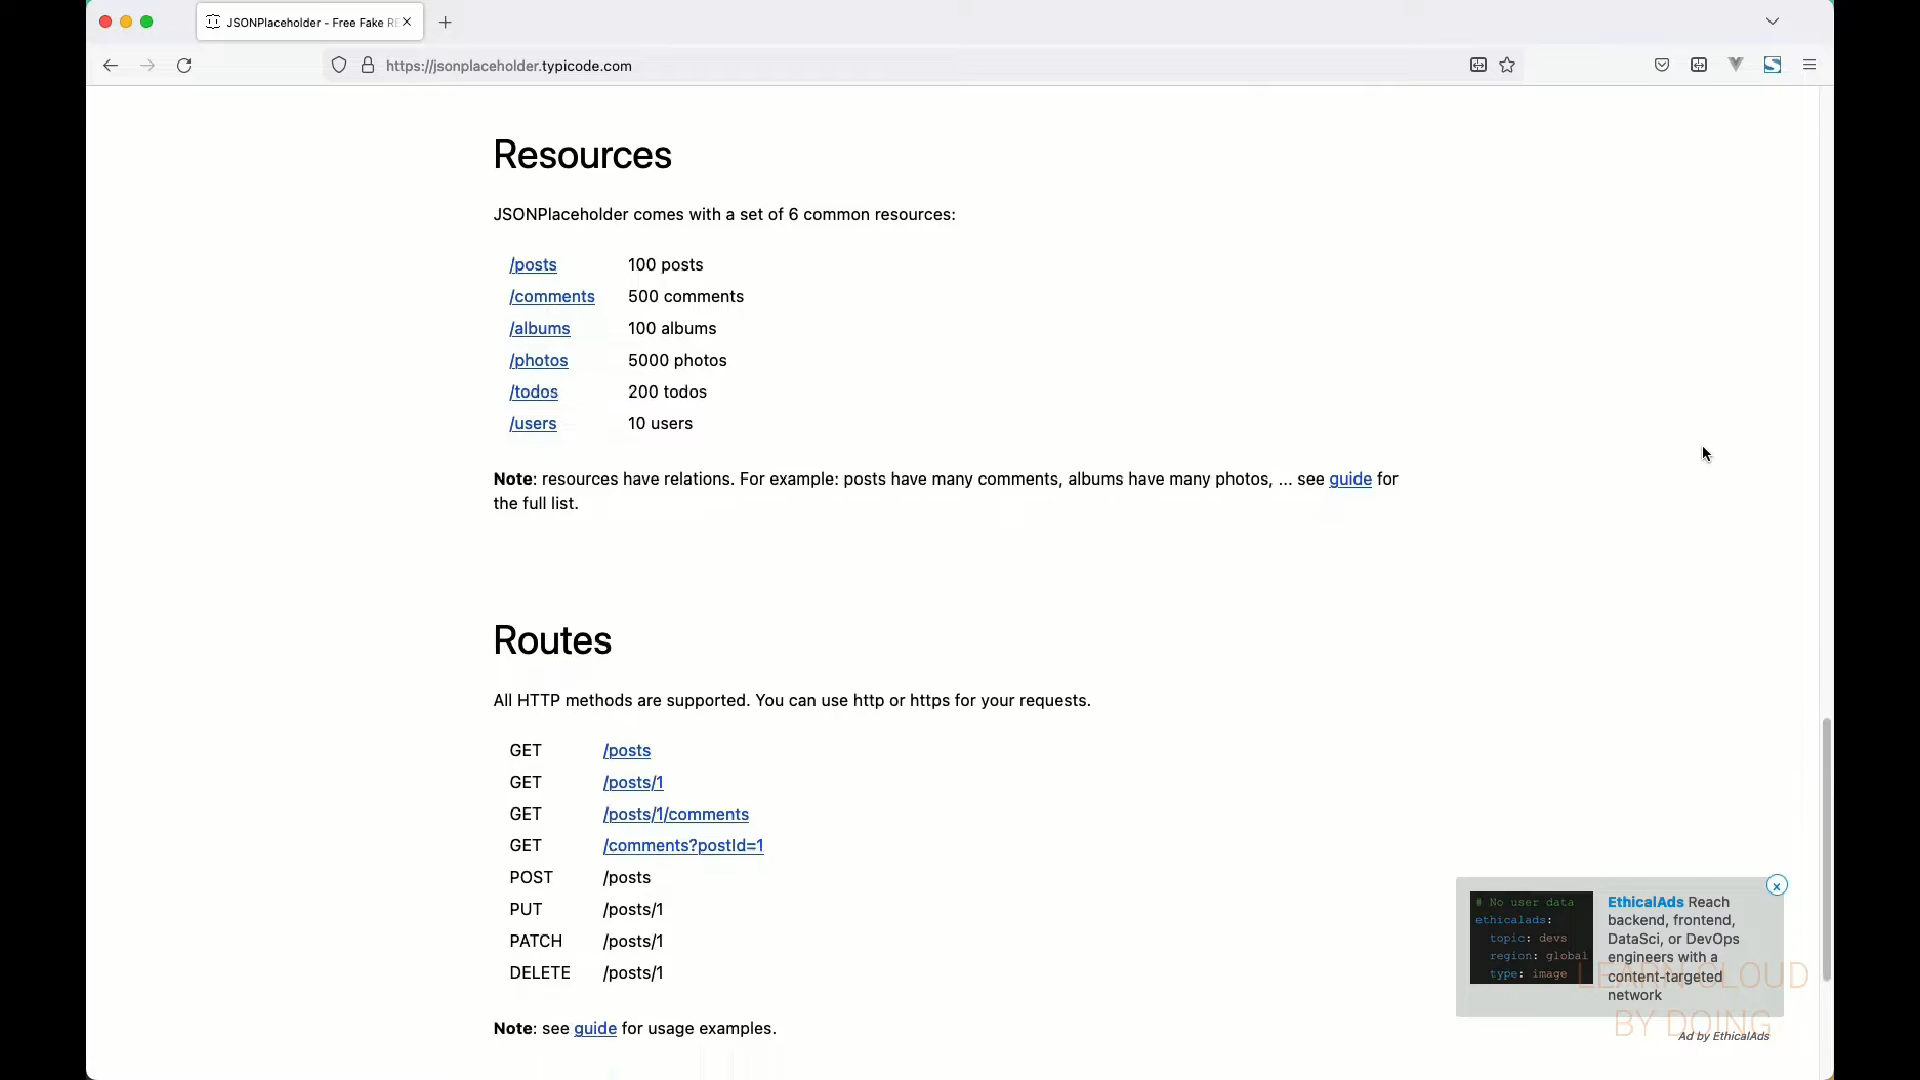 JSONPlaceholder - Free Fake RE
https://jsonplaceholder.typicode.com
Resources
JSONPlaceholder comes with a set of 6 common resources:
/posts 100 posts
/comments 500 comments
/albums 100 albums
/photos 5000 photos
/todos 200 todos
/users 10 users
Note: resources have relations. For example: posts have many comments, albums have many photos, ... see guide for
the full list.
Routes
All HTTP methods are supported. You can use http or https for your requests.
GET /posts
GET /posts/1
GET /posts/1/comments
GET /comments?postId=1
POST /posts
PUT /posts/1
PATCH /posts/1
DELETE /posts/1
Note: see guide for usage examples.
# No user data
ethicalads:
topic: devs
region: global
type: image
EthicalAds Reach
backend, frontend,
DataSci, or DevOps
engineers with a
content-targeted
network
Ad by EthicalAds
LEARN CLOUD
BY DOING